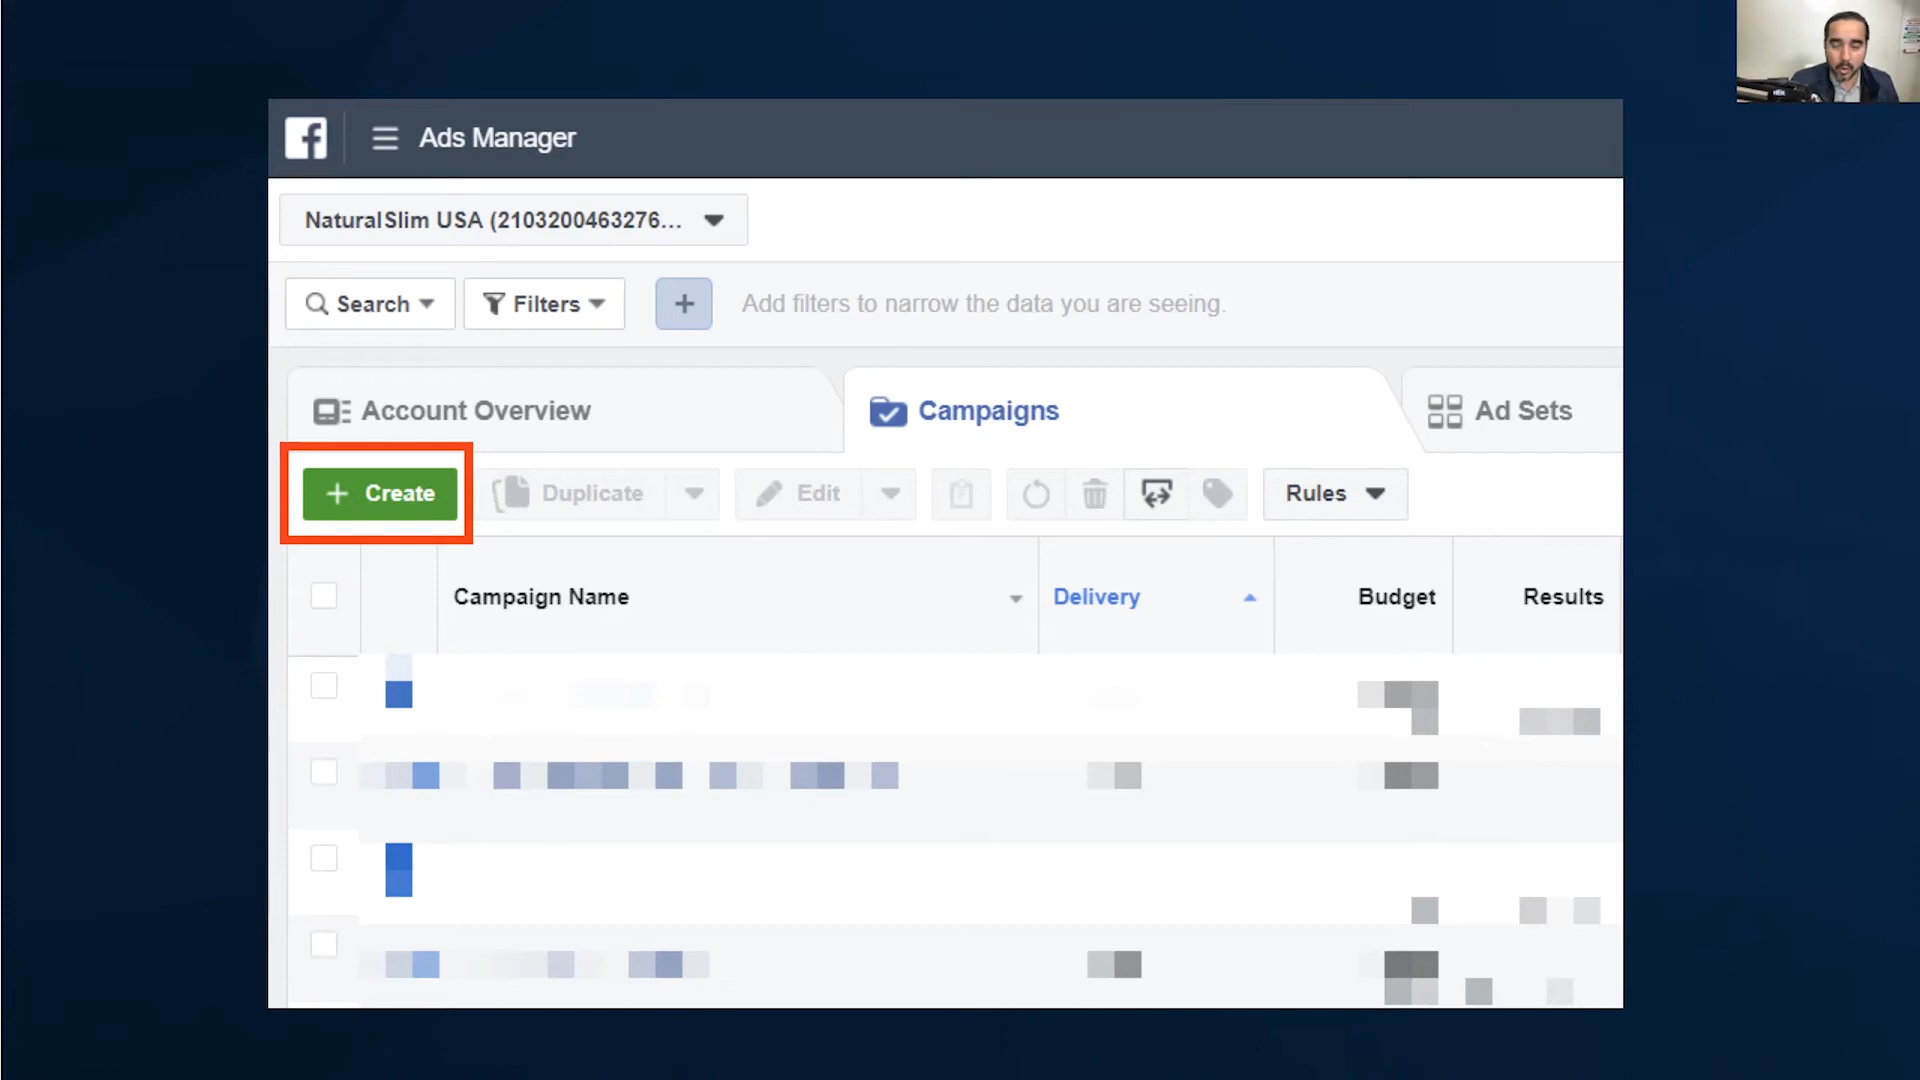 Ads Manager
NaturalSlim USA (2103200463276...
Search
Filters
+
Add filters to narrow the data you are seeing.
Account Overview
Campaigns
Ad Sets
+ Create
Duplicate
Edit
Rules
Campaign Name
Delivery
Budget
Results